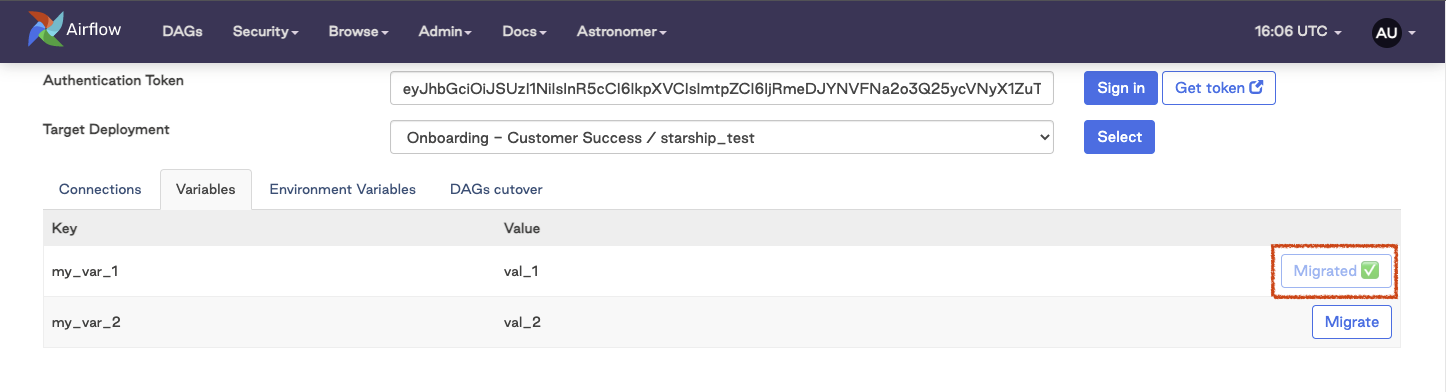 Airflow DAGs Security Browse Admin Docs Astronomer 16:06 UTC AU
Authentication Token eyJhbGciOiJSUzI1NiIsInR5cCI6IkpXVCIsImtpZCI6IjRmeDJYNVFNa2o3Q25ycVNyX1ZuT Sign in Get token
Target Deployment Onboarding – Customer Success / starship_test Select
Connections Variables Environment Variables DAGs cutover
Key Value
my_var_1 val_1 Migrated ✅
my_var_2 val_2 Migrate